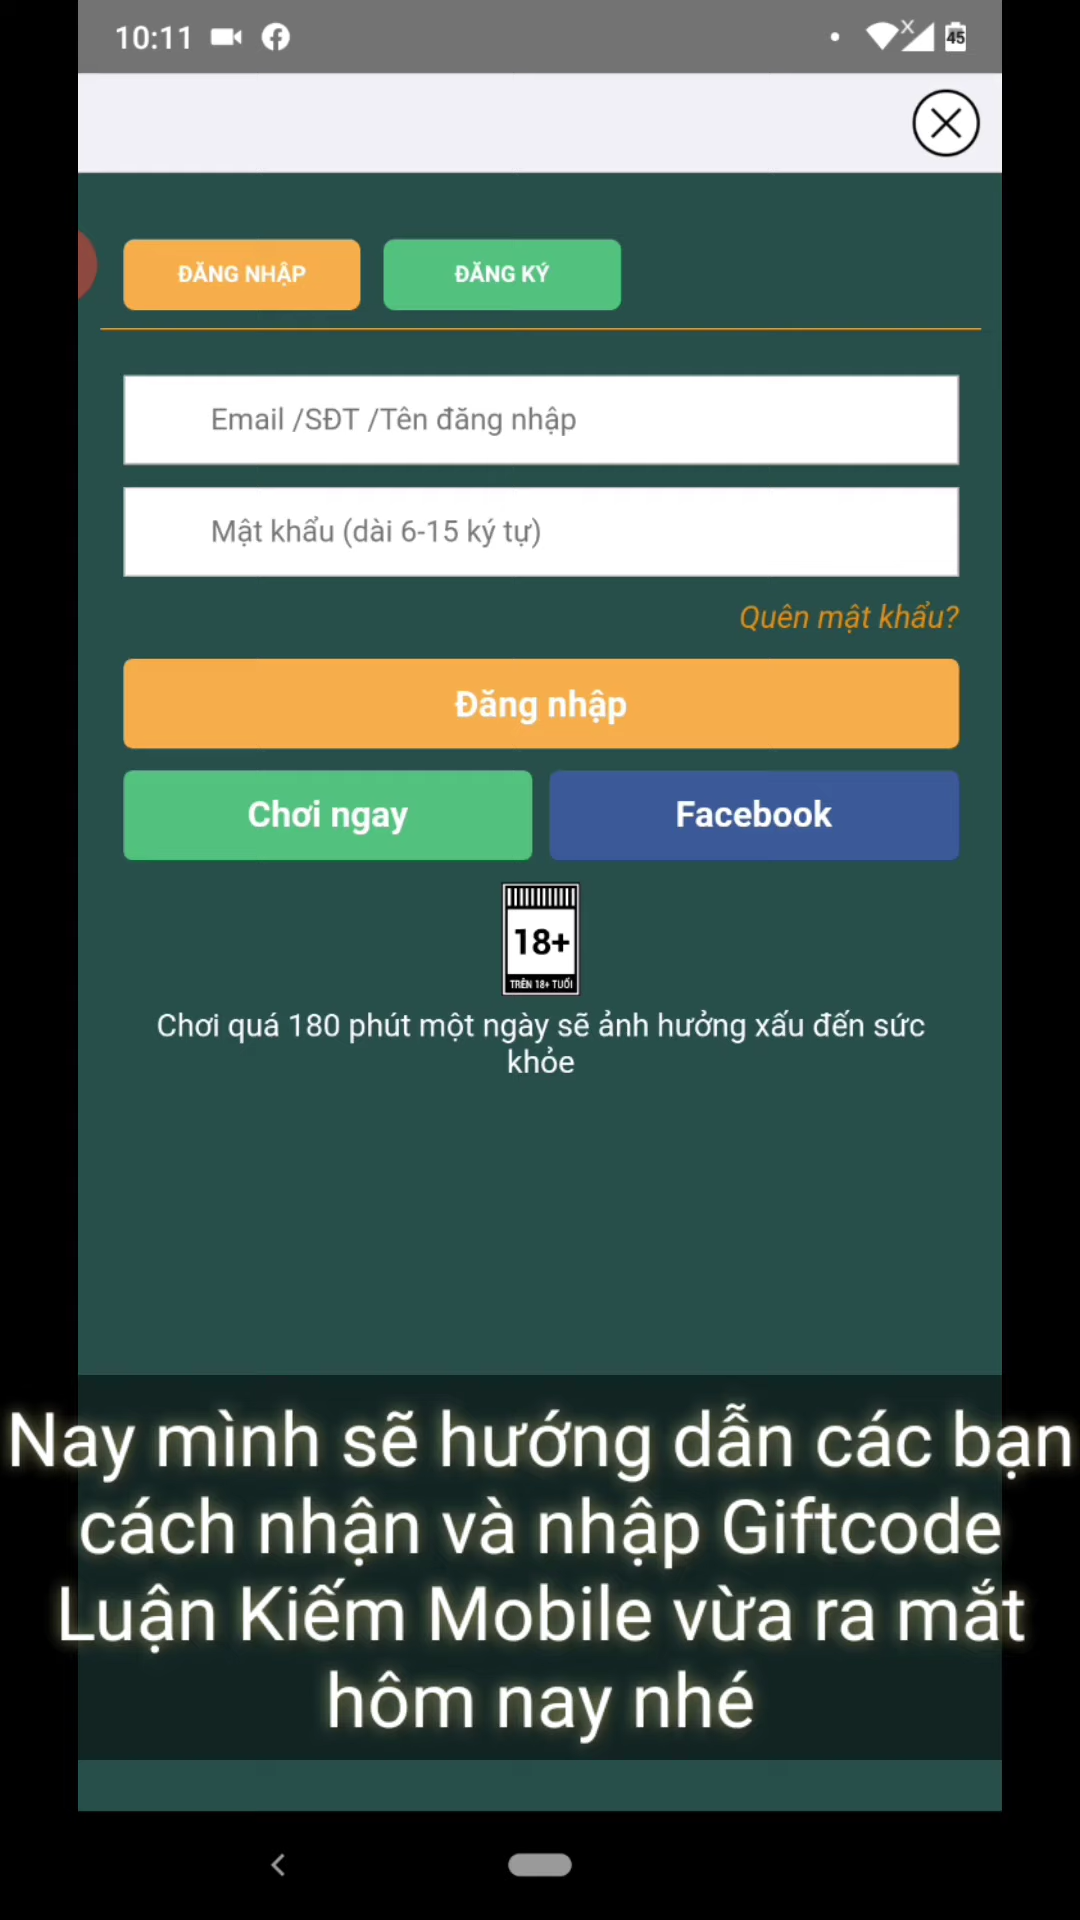 10:11
45
ĐĂNG NHẬP
ĐĂNG KÝ
Email /SĐT /Tên đăng nhập
Mật khẩu (dài 6-15 ký tự)
Quên mật khẩu?
Đăng nhập
Chơi ngay
Facebook
18+
TRÊN 18+ TUỔI
Chơi quá 180 phút một ngày sẽ ảnh hưởng xấu đến sức
khỏe
Nay mình sẽ hướng dẫn các bạn
cách nhận và nhập Giftcode
Luận Kiếm Mobile vừa ra mắt
hôm nay nhé